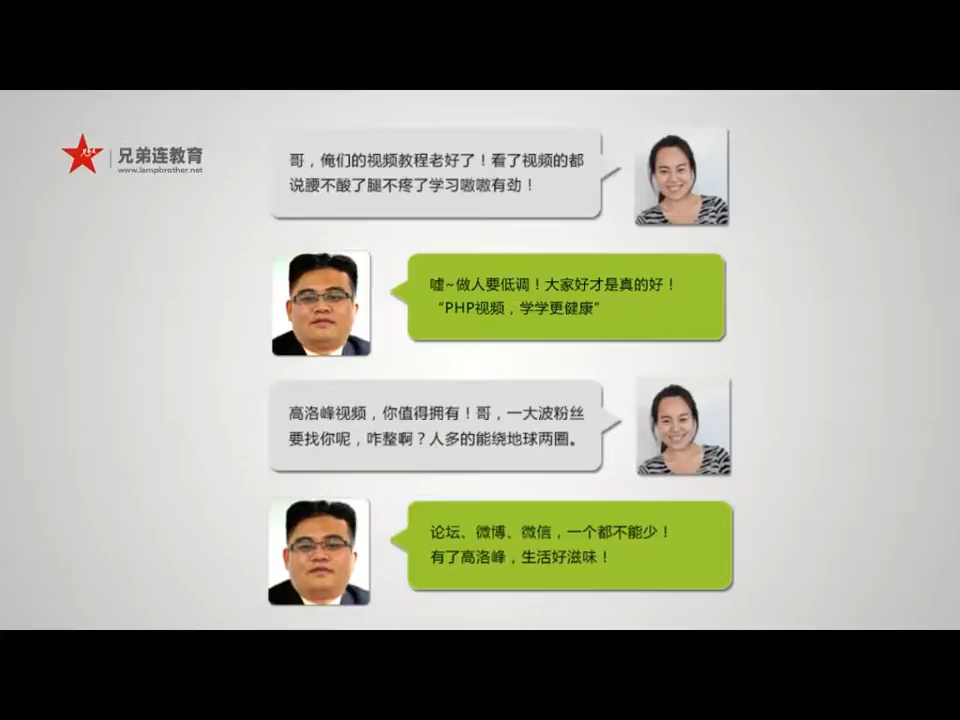 兄弟连教育
www.lampbrother.net
哥，俺们的视频教程老好了！看了视频的都
说腰不酸了腿不疼了学习嗷嗷有劲！
嘘~做人要低调！大家好才是真的好！
“PHP视频，学学更健康”
高洛峰视频，你值得拥有！哥，一大波粉丝
要找你呢，咋整啊？人多的能绕地球两圈。
论坛、微博、微信，一个都不能少！
有了高洛峰，生活好滋味！